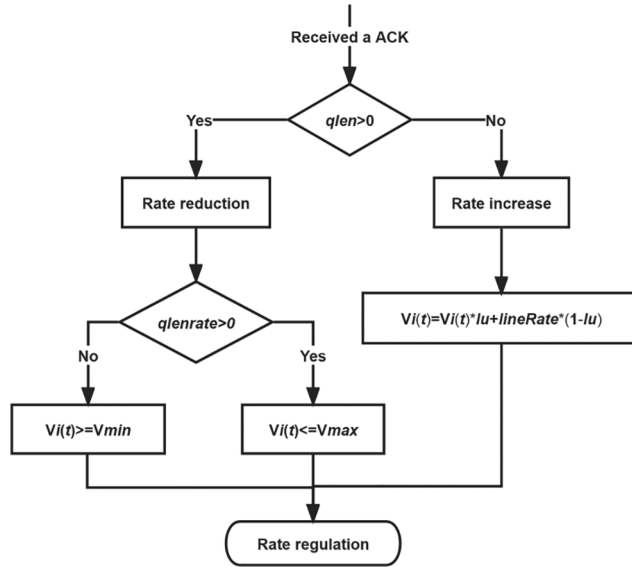 Received a ACK
qlen>0
Yes
No
Rate reduction
Rate increase
Vi(t)=Vi(t)*lu+lineRate*(1-lu)
qlenrate>0
No
Yes
Vi(t)>=Vmin
Vi(t)<=Vmax
Rate regulation